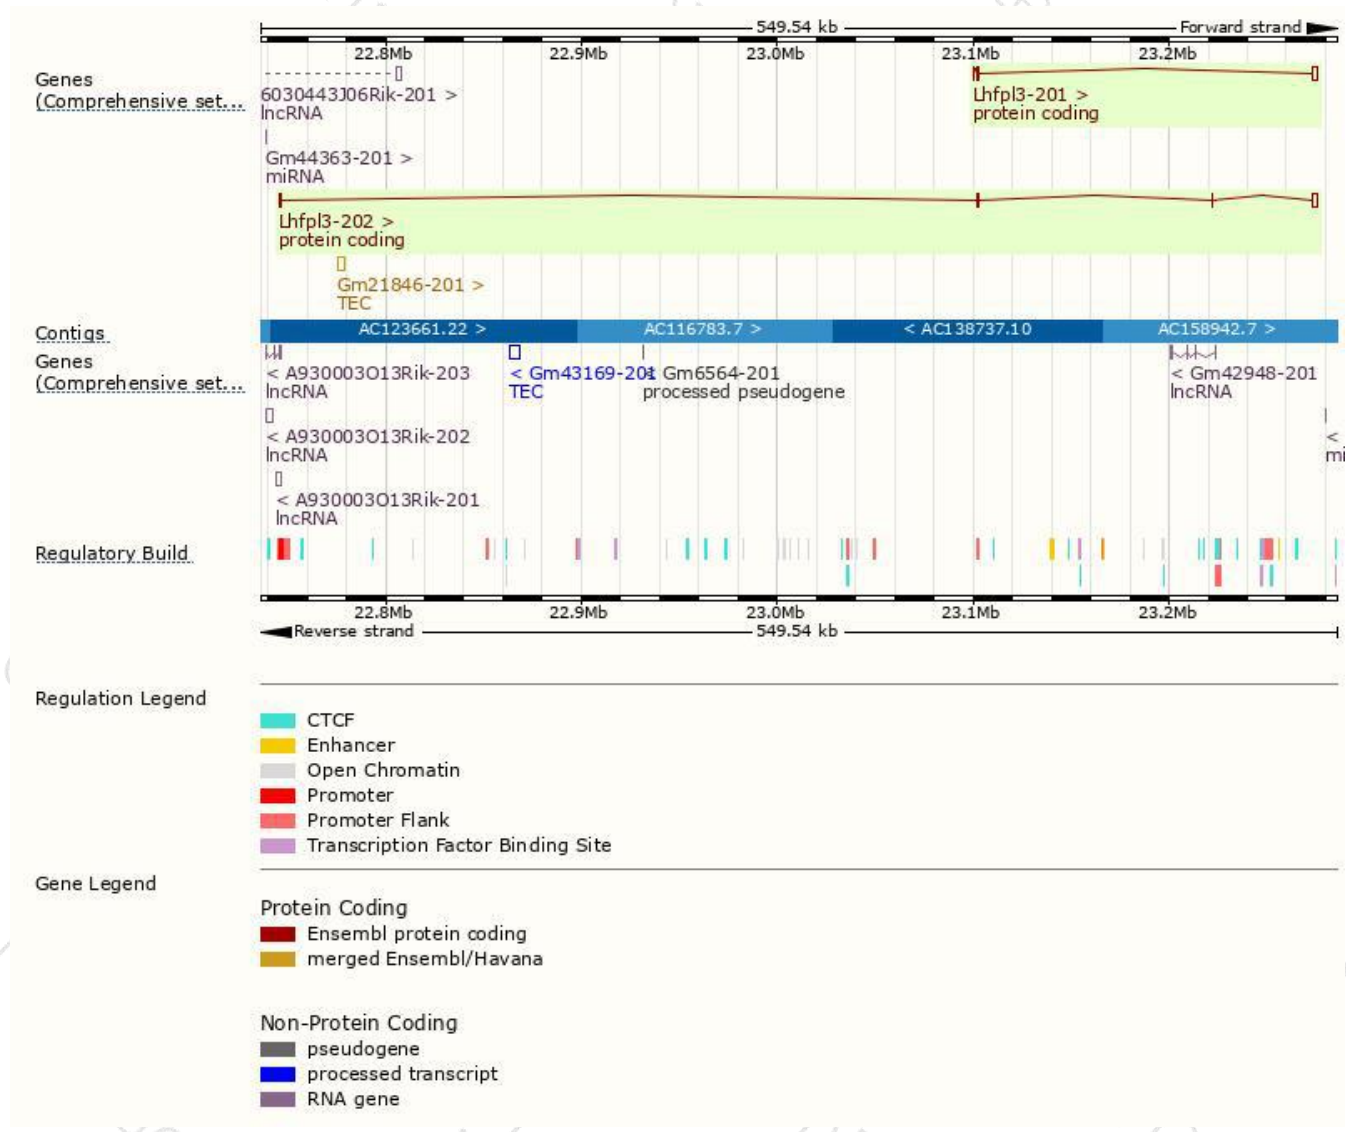 549.54 kb
Forward strand
22.8Mb 22.9Mb 23.0Mb 23.1Mb 23.2Mb
Genes
(Comprehensive set...
6030443J06Rik-201 >
lncRNA
Lhfpl3-201 >
protein coding
Gm44363-201 >
miRNA
Lhfpl3-202 >
protein coding
Gm21846-201 >
TEC
Contigs
AC123661.22 > AC116783.7 > < AC138737.10 AC158942.7 >
Genes
(Comprehensive set...
< A930003O13Rik-203
lncRNA
< Gm43169-201
TEC
< Gm6564-201
processed pseudogene
< Gm42948-201
lncRNA
< A930003O13Rik-202
lncRNA
<
mi
< A930003O13Rik-201
lncRNA
Regulatory Build
22.8Mb 22.9Mb 23.0Mb 23.1Mb 23.2Mb
Reverse strand
549.54 kb
Regulation Legend
CTCF
Enhancer
Open Chromatin
Promoter
Promoter Flank
Transcription Factor Binding Site
Gene Legend
Protein Coding
Ensembl protein coding
merged Ensembl/Havana
Non-Protein Coding
pseudogene
processed transcript
RNA gene